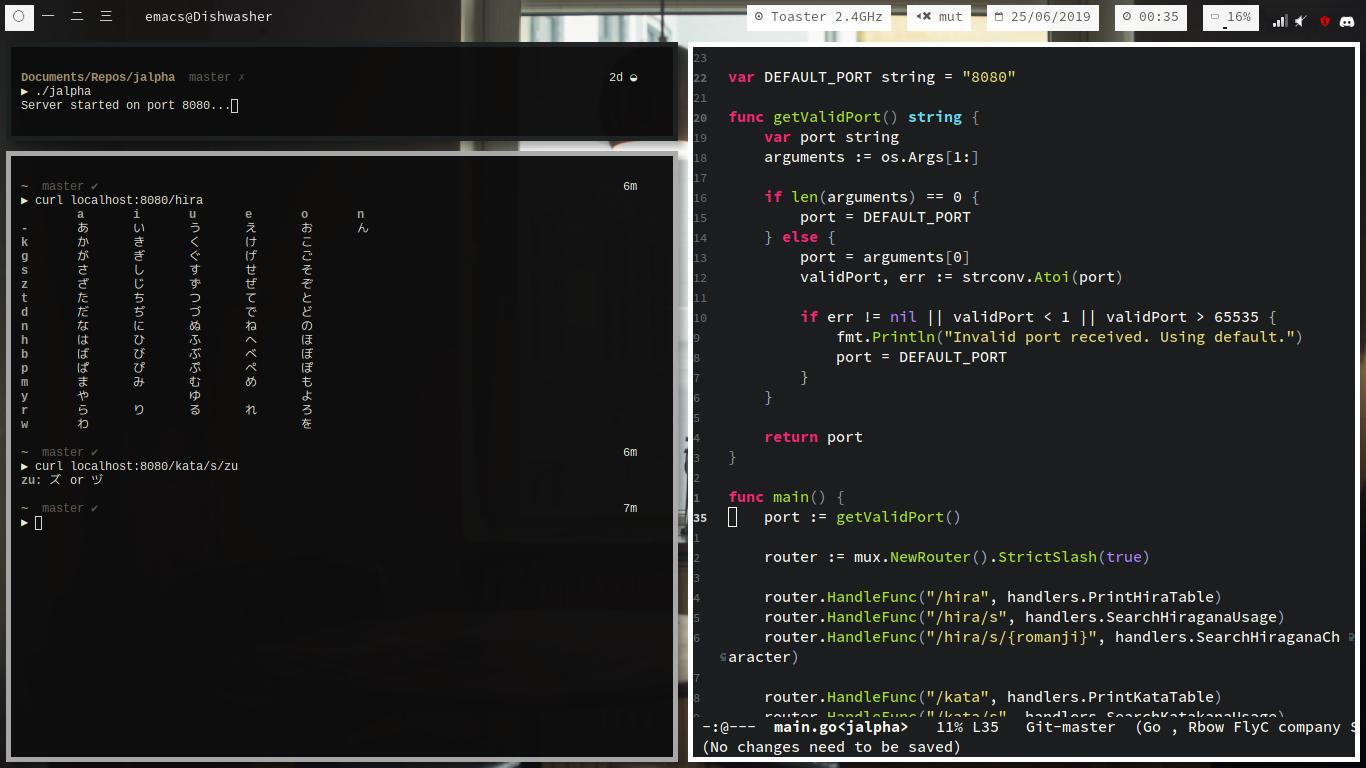 一 二 三 emacs@Dishwasher Toaster 2.4GHz mut 25/06/2019 00:35 16%
Documents/Repos/jalpha master ✗ 2d
▶ ./jalpha
Server started on port 8080...
~ master ✔ 6m
▶ curl localhost:8080/hira
a i u e o n
- あ い う え お ん
k か き く け こ
g が ぎ ぐ げ ご
s さ し す せ そ
z ざ じ ず ぜ ぞ
t た ち つ て と
d だ ぢ づ で ど
n な に ぬ ね の
h は ひ ふ へ ほ
b ば び ぶ べ ぼ
p ぱ ぴ ぷ ぺ ぽ
m ま み む め も
y や ゆ よ
r ら り る れ ろ
w わ を
~ master ✔ 6m
▶ curl localhost:8080/kata/s/zu
zu: ズ or ヅ
~ master ✔ 7m
▶
23
22 var DEFAULT_PORT string = "8080"
21
20 func getValidPort() string {
19 var port string
18 arguments := os.Args[1:]
17
16 if len(arguments) == 0 {
15 port = DEFAULT_PORT
14 } else {
13 port = arguments[0]
12 validPort, err := strconv.Atoi(port)
11
10 if err != nil || validPort < 1 || validPort > 65535 {
9 fmt.Println("Invalid port received. Using default.")
8 port = DEFAULT_PORT
7 }
6 }
5
4 return port
3 }
2
1 func main() {
35 port := getValidPort()
1
2 router := mux.NewRouter().StrictSlash(true)
3
4 router.HandleFunc("/hira", handlers.PrintHiraTable)
5 router.HandleFunc("/hira/s", handlers.SearchHiraganaUsage)
6 router.HandleFunc("/hira/s/{romanji}", handlers.SearchHiraganaCh
aracter)
7
8 router.HandleFunc("/kata", handlers.PrintKataTable)
9 router.HandleFunc("/kata/s", handlers.SearchKatakanaUsage)
-:@--- main.go<jalpha> 11% L35 Git-master (Go , Rbow FlyC company S
(No changes need to be saved)